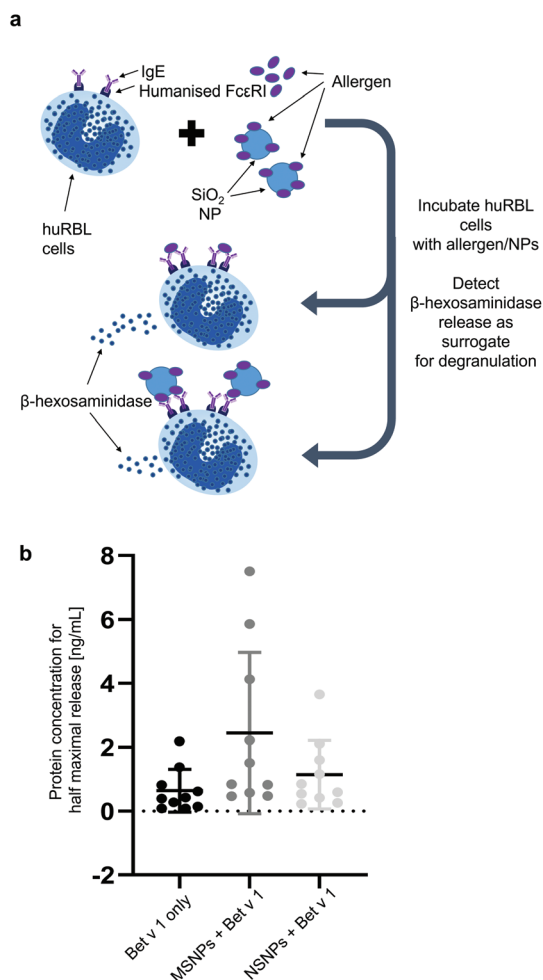 a
IgE
Humanised FcεRI
Allergen
SiO2
NP
huRBL
cells
Incubate huRBL
cells
with allergen/NPs
Detect
β-hexosaminidase
release as
surrogate
for degranulation
β-hexosaminidase
b
Protein concentration for
half maximal release [ng/mL]
8
6
4
2
0
-2
Bet v 1 only
MSNPs + Bet v 1
NSNPs + Bet v 1